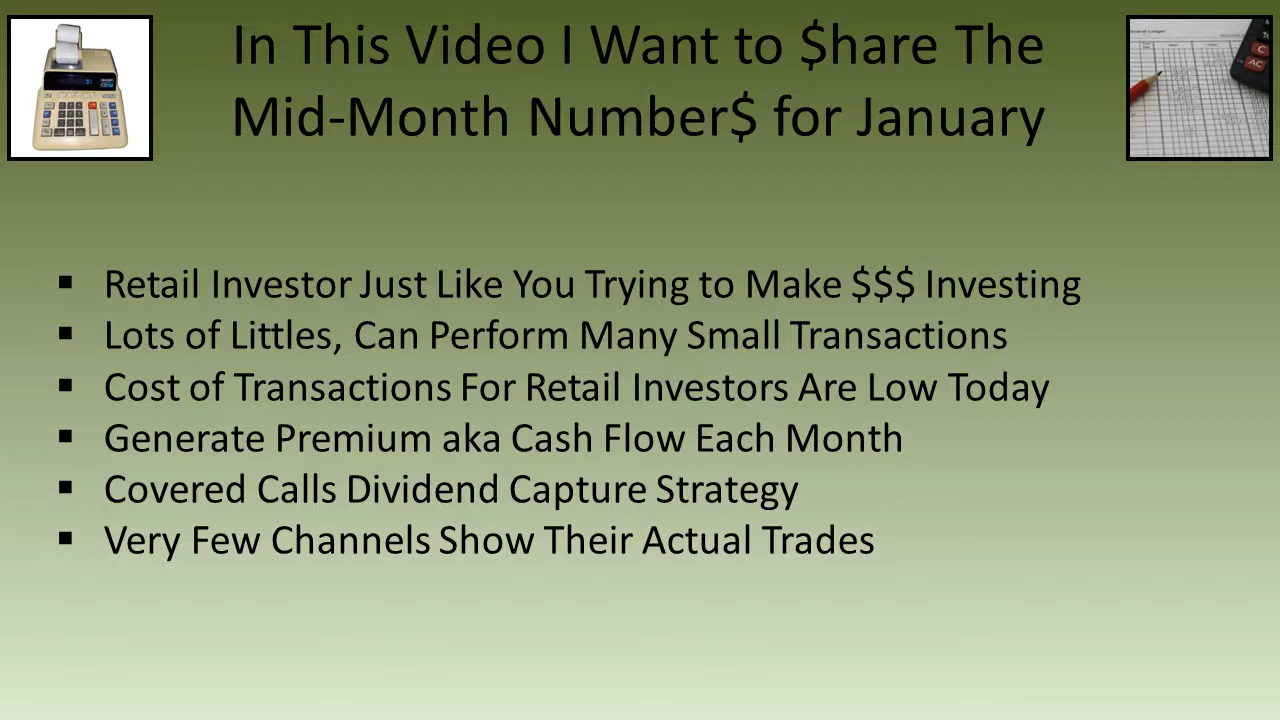 In This Video I Want to $hare The
Mid-Month Number$ for January
▪ Retail Investor Just Like You Trying to Make $$$ Investing
▪ Lots of Littles, Can Perform Many Small Transactions
▪ Cost of Transactions For Retail Investors Are Low Today
▪ Generate Premium aka Cash Flow Each Month
▪ Covered Calls Dividend Capture Strategy
▪ Very Few Channels Show Their Actual Trades